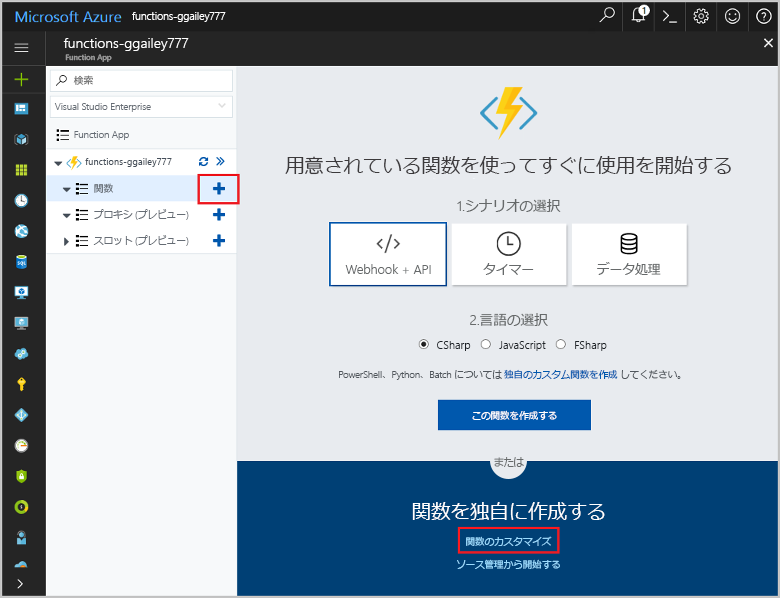 Microsoft Azure functions-ggailey777
1
functions-ggailey777
Function App
検索
Visual Studio Enterprise
Function App
functions-ggailey777
関数
プロキシ (プレビュー)
スロット (プレビュー)
用意されている関数を使ってすぐに使用を開始する
1.シナリオの選択
Webhook + API
タイマー
データ処理
2.言語の選択
CSharp JavaScript FSharp
PowerShell、Python、Batch については 独自のカスタム関数を作成 してください。
この関数を作成する
または
関数を独自に作成する
関数のカスタマイズ
ソース管理から開始する